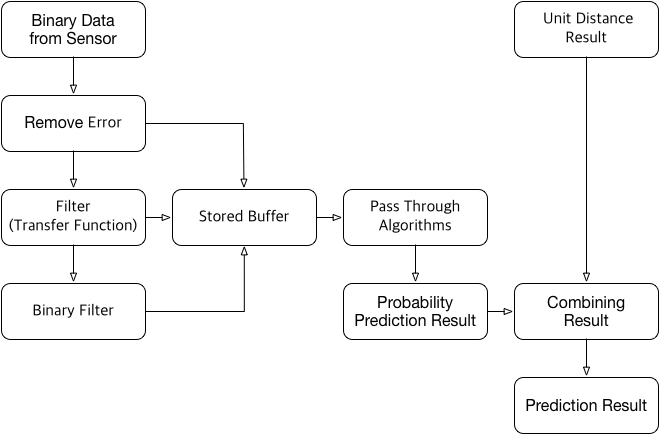 Binary Data
from Sensor
Unit Distance
Result
Remove Error
Filter
(Transfer Function)
Stored Buffer
Pass Through
Algorithms
Binary Filter
Probability
Prediction Result
Combining
Result
Prediction Result